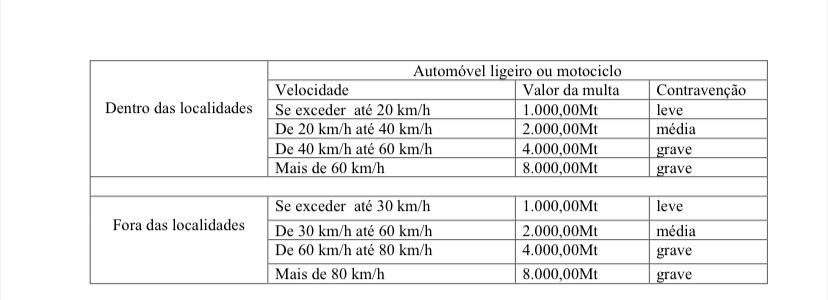 Automóvel ligeiro ou motociclo
Velocidade Valor da multa Contravenção
Dentro das localidades
Se exceder até 20 km/h 1.000,00Mt leve
De 20 km/h até 40 km/h 2.000,00Mt média
De 40 km/h até 60 km/h 4.000,00Mt grave
Mais de 60 km/h 8.000,00Mt grave
Fora das localidades
Se exceder até 30 km/h 1.000,00Mt leve
De 30 km/h até 60 km/h 2.000,00Mt média
De 60 km/h até 80 km/h 4.000,00Mt grave
Mais de 80 km/h 8.000,00Mt grave